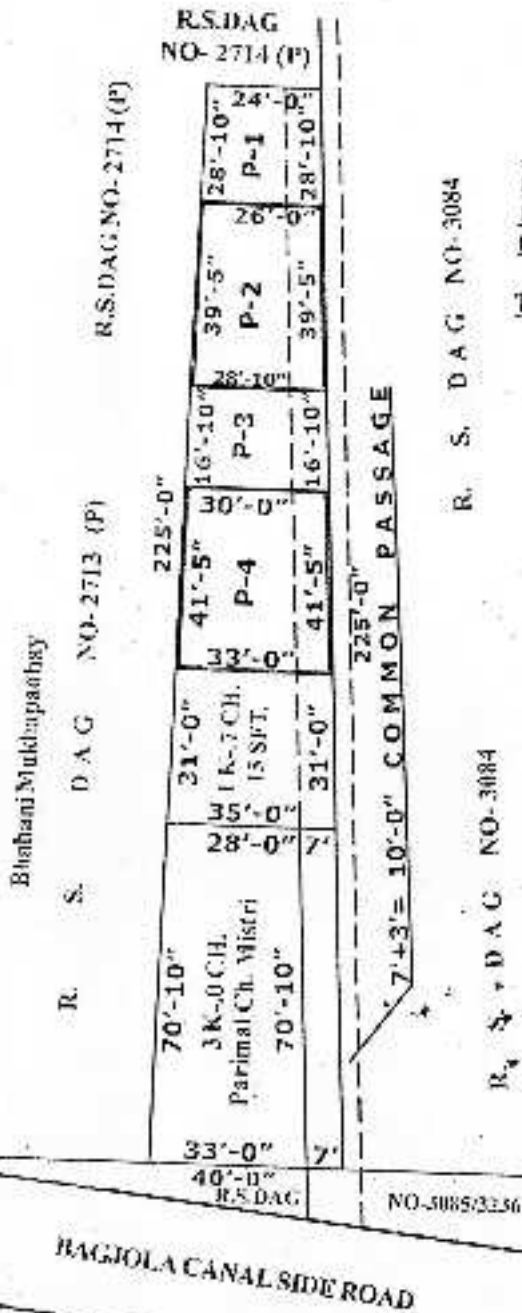 R.S.DAG
NO- 2714 (P)
R.S.DAG NO- 2714 (P)
24'-0"
28'-10"
P-1
28'-10"
26'-0"
39'-5"
P-2
39'-5"
28'-10"
16'-10"
P-3
16'-10"
30'-0"
41'-5"
P-4
41'-5"
33'-0"
225'-0"
225'-0"
31'-0"
1 K-7 CH.
15 SFT.
31'-0"
35'-0"
28'-0" 7'
70'-10"
3 K-.0 CH.
Parimal Ch. Mistri
70'-10"
33'-0" 7'
40'-0"
R.S.DAG
NO-3085/3236
7'+3'= 10'-0" COMMON PASSAGE
R. S. DAG NO- 3084
R. S. DAG NO-3084
R. S. DAG NO-2713 (P)
BAGJOLA CANAL SIDE ROAD